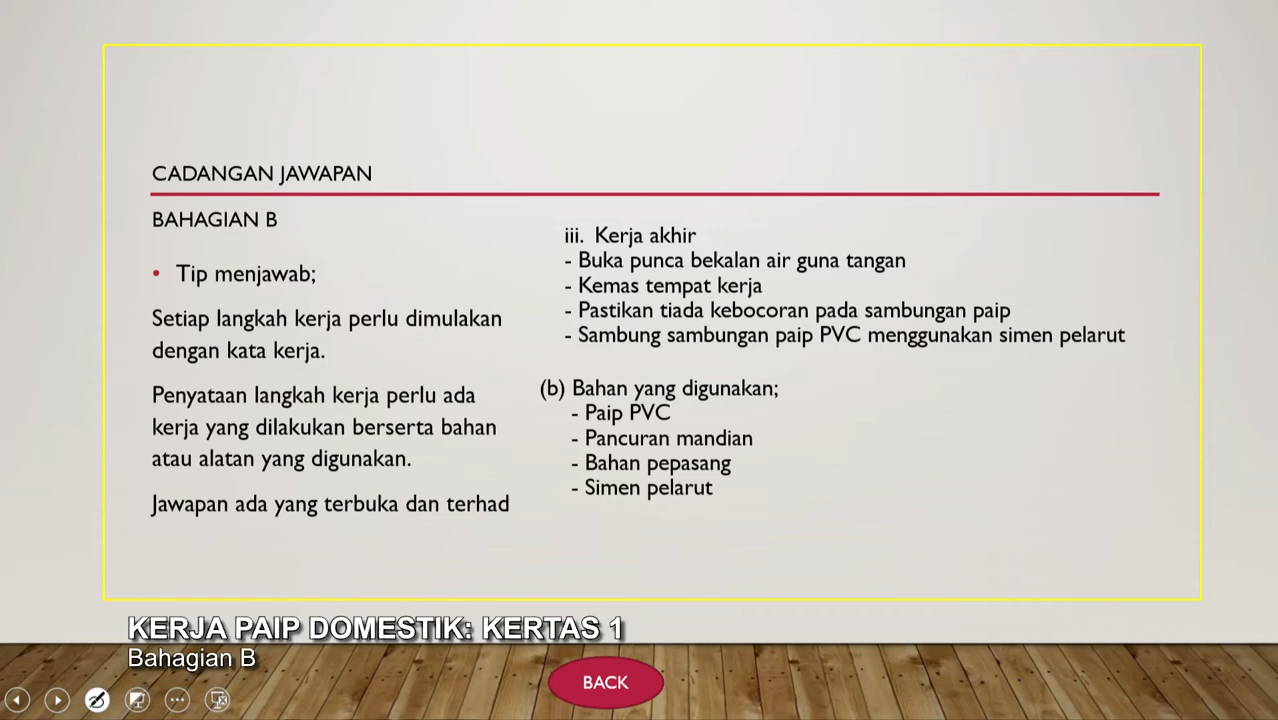 CADANGAN JAWAPAN
BAHAGIAN B
• Tip menjawab;
Setiap langkah kerja perlu dimulakan
dengan kata kerja.
Penyataan langkah kerja perlu ada
kerja yang dilakukan berserta bahan
atau alatan yang digunakan.
Jawapan ada yang terbuka dan terhad
iii. Kerja akhir
- Buka punca bekalan air guna tangan
- Kemas tempat kerja
- Pastikan tiada kebocoran pada sambungan paip
- Sambung sambungan paip PVC menggunakan simen pelarut
(b) Bahan yang digunakan;
- Paip PVC
- Pancuran mandian
- Bahan pepasang
- Simen pelarut
KERJA PAIP DOMESTIK: KERTAS 1
Bahagian B
BACK